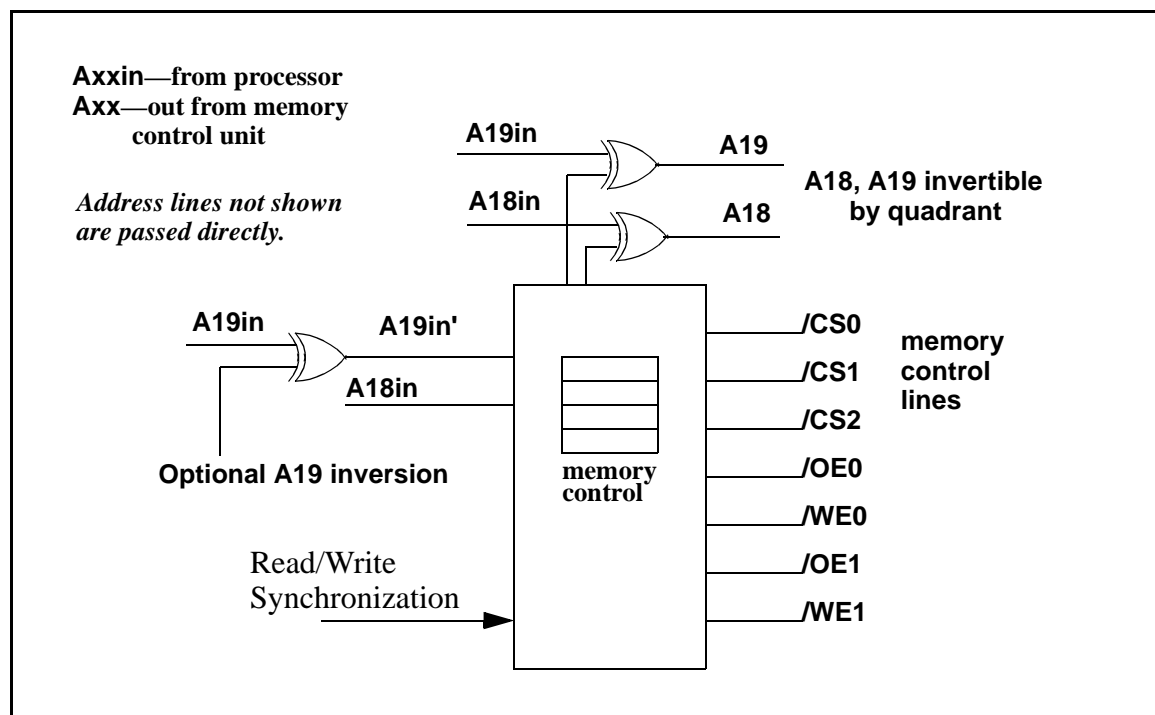 Axxin—from processor
Axx—out from memory
control unit
Address lines not shown
are passed directly.
A19in
A19
A18in
A18
A18, A19 invertible
by quadrant
A19in
A19in'
A18in
Optional A19 inversion
Read/Write
Synchronization
memory
control
/CS0
/CS1
/CS2
/OE0
/WE0
/OE1
/WE1
memory
control
lines